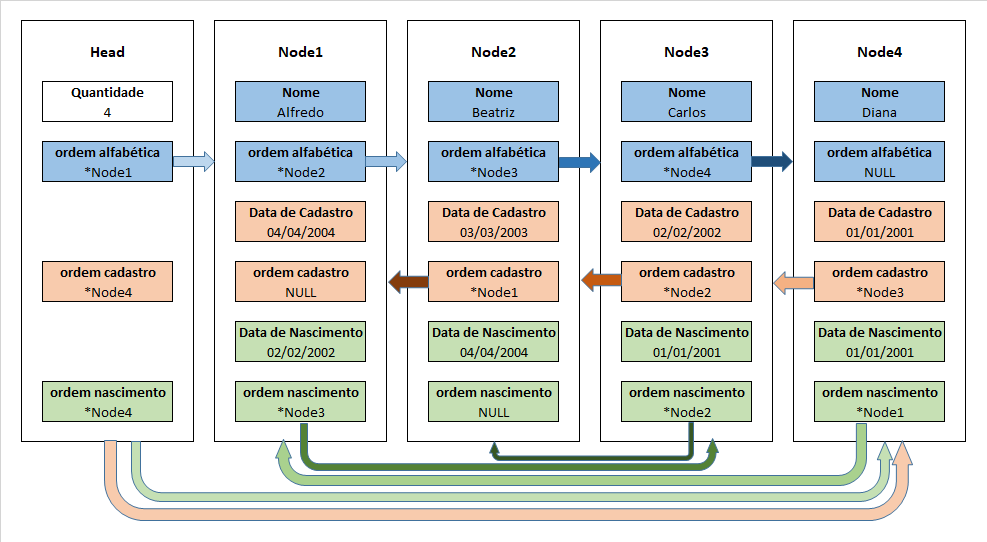 Head
Quantidade
4
ordem alfabética
*Node1
ordem cadastro
*Node4
ordem nascimento
*Node4
Node1
Nome
Alfredo
ordem alfabética
*Node2
Data de Cadastro
04/04/2004
ordem cadastro
NULL
Data de Nascimento
02/02/2002
ordem nascimento
*Node3
Node2
Nome
Beatriz
ordem alfabética
*Node3
Data de Cadastro
03/03/2003
ordem cadastro
*Node1
Data de Nascimento
04/04/2004
ordem nascimento
NULL
Node3
Nome
Carlos
ordem alfabética
*Node4
Data de Cadastro
02/02/2002
ordem cadastro
*Node2
Data de Nascimento
01/01/2001
ordem nascimento
*Node2
Node4
Nome
Diana
ordem alfabética
NULL
Data de Cadastro
01/01/2001
ordem cadastro
*Node3
Data de Nascimento
01/01/2001
ordem nascimento
*Node1